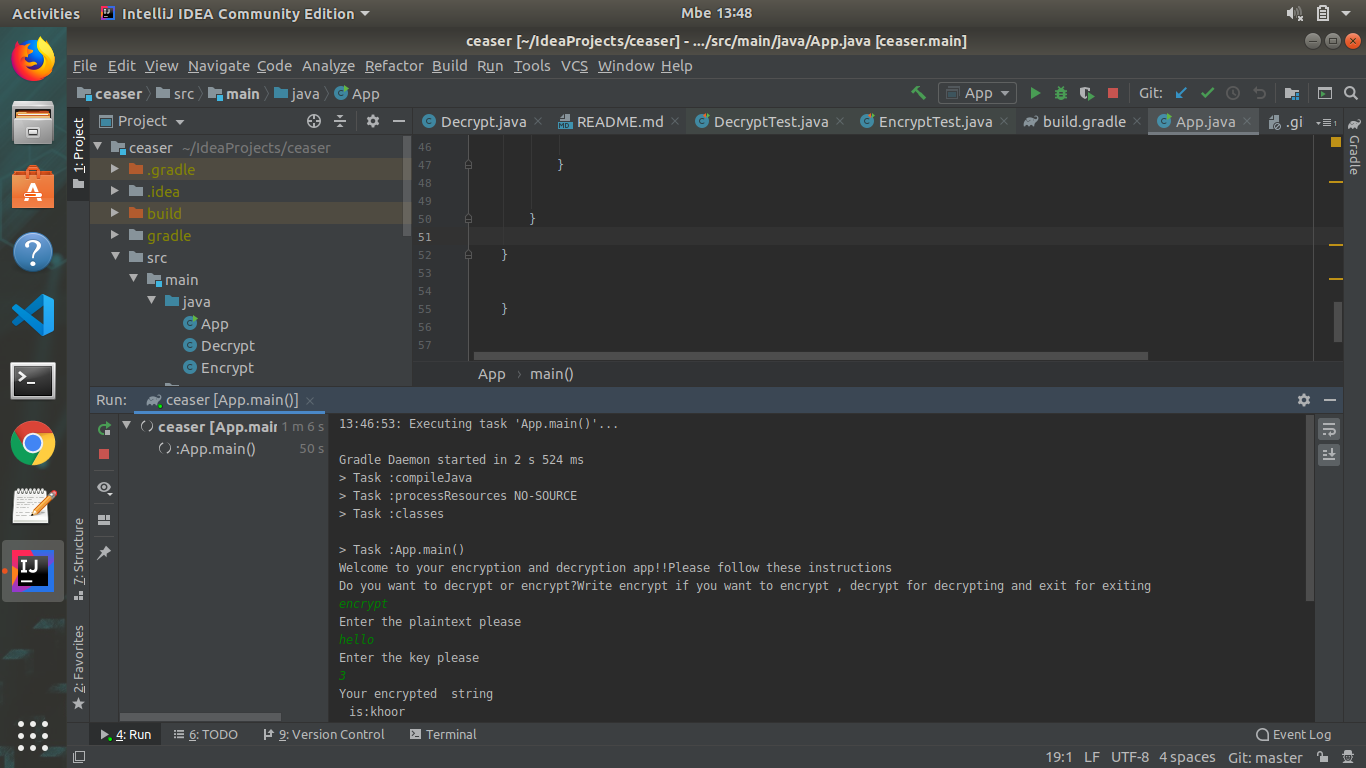 Activities IntelliJ IDEA Community Edition Mbe 13:48
ceaser [~/IdeaProjects/ceaser] - .../src/main/java/App.java [ceaser.main]
File Edit View Navigate Code Analyze Refactor Build Run Tools VCS Window Help
ceaser src main java App App Git:
1: Project Project Decrypt.java README.md DecryptTest.java EncryptTest.java build.gradle App.java .gi Gradle
ceaser ~/IdeaProjects/ceaser
.gradle
.idea
build
gradle
src
main
java
App
Decrypt
Encrypt
46
47 }
48
49
50 }
51
52 }
53
54
55 }
56
57
App main()
Run: ceaser [App.main()]
ceaser [App.mai 1 m 6 s
:App.main() 50 s
13:46:53: Executing task 'App.main()'...
Gradle Daemon started in 2 s 524 ms
> Task :compileJava
> Task :processResources NO-SOURCE
> Task :classes
> Task :App.main()
Welcome to your encryption and decryption app!!Please follow these instructions
Do you want to decrypt or encrypt?Write encrypt if you want to encrypt , decrypt for decrypting and exit for exiting
encrypt
Enter the plaintext please
hello
Enter the key please
3
Your encrypted  string
is:khoor
7: Structure
2: Favorites
4: Run 6: TODO 9: Version Control Terminal Event Log
19:1 LF UTF-8 4 spaces Git: master